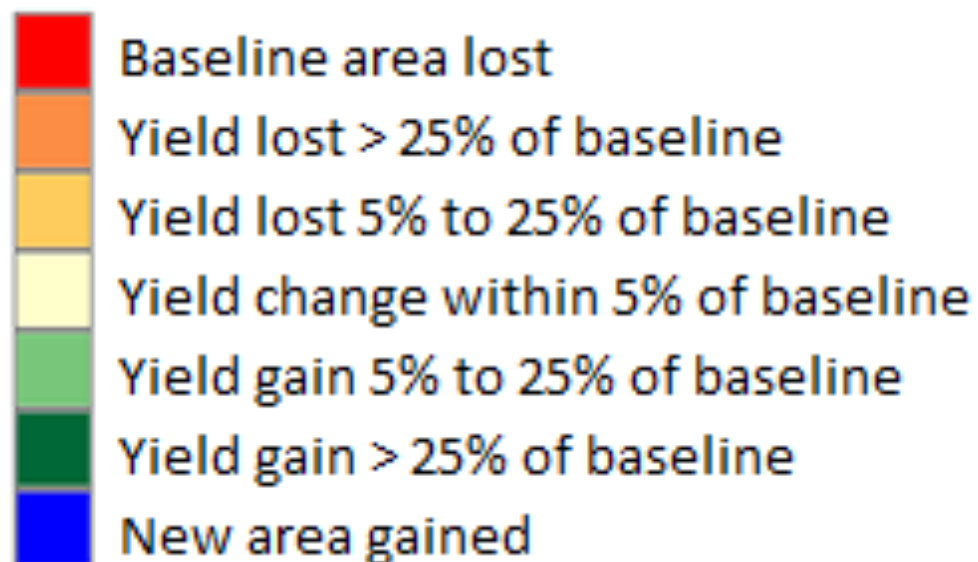 Baseline area lost
Yield lost > 25% of baseline
Yield lost 5% to 25% of baseline
Yield change within 5% of baseline
Yield gain 5% to 25% of baseline
Yield gain > 25% of baseline
New area gained